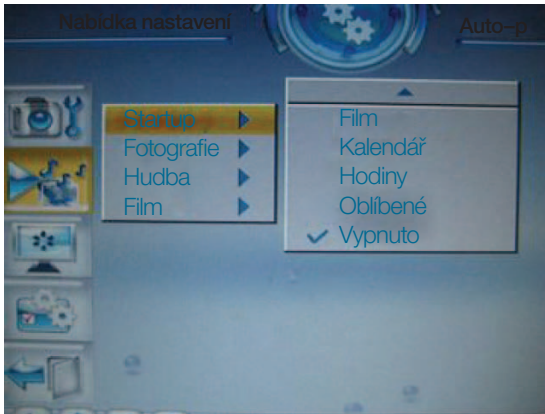 Nabídka nastavení
Auto-p
Startup
Fotografie
Hudba
Film
Film
Kalendář
Hodiny
Oblíbené
Vypnuto